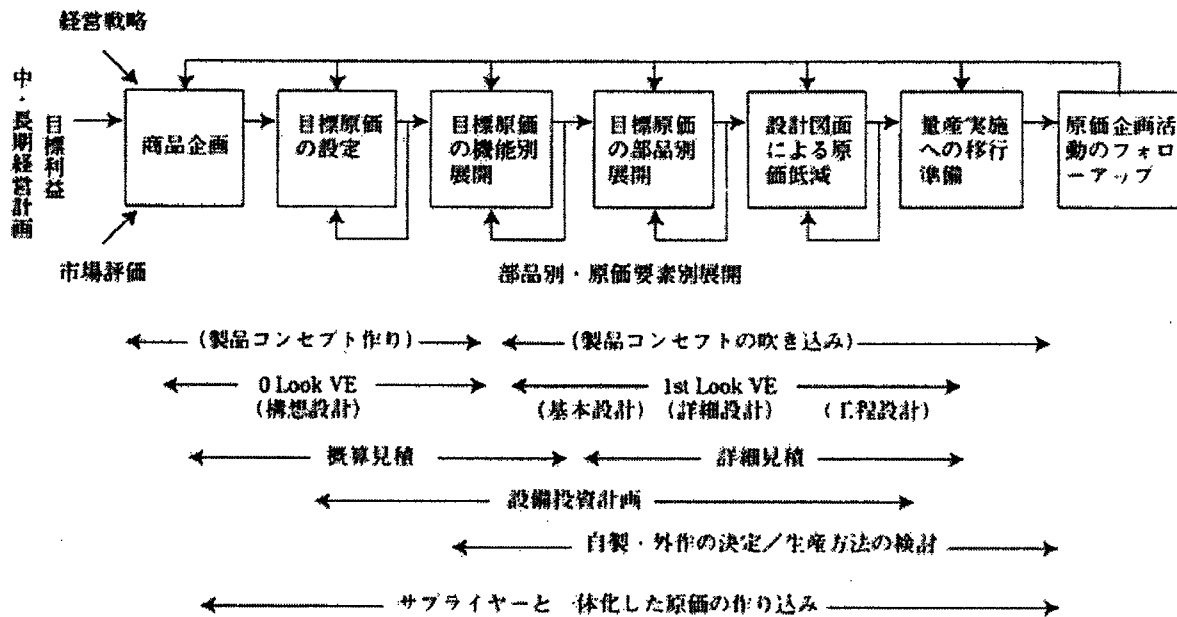 経営戦略
中・長期経営計画
目標利益
市場評価
商品企画
目標原価
の設定
目標原価
の機能別
展開
目標原価
の部品別
展開
設計図面
による原
価低減
量産実施
への移行
準備
原価企画活
動のフォロ
ーアップ
部品別・原価要素別展開
(製品コンセプト作り)
(製品コンセプトの吹き込み)
0 Look VE
(構想設計)
1st Look VE
(基本設計) (詳細設計) (工程設計)
概算見積
詳細見積
設備投資計画
自製・外作の決定/生産方法の検討
サプライヤーと一体化した原価の作り込み